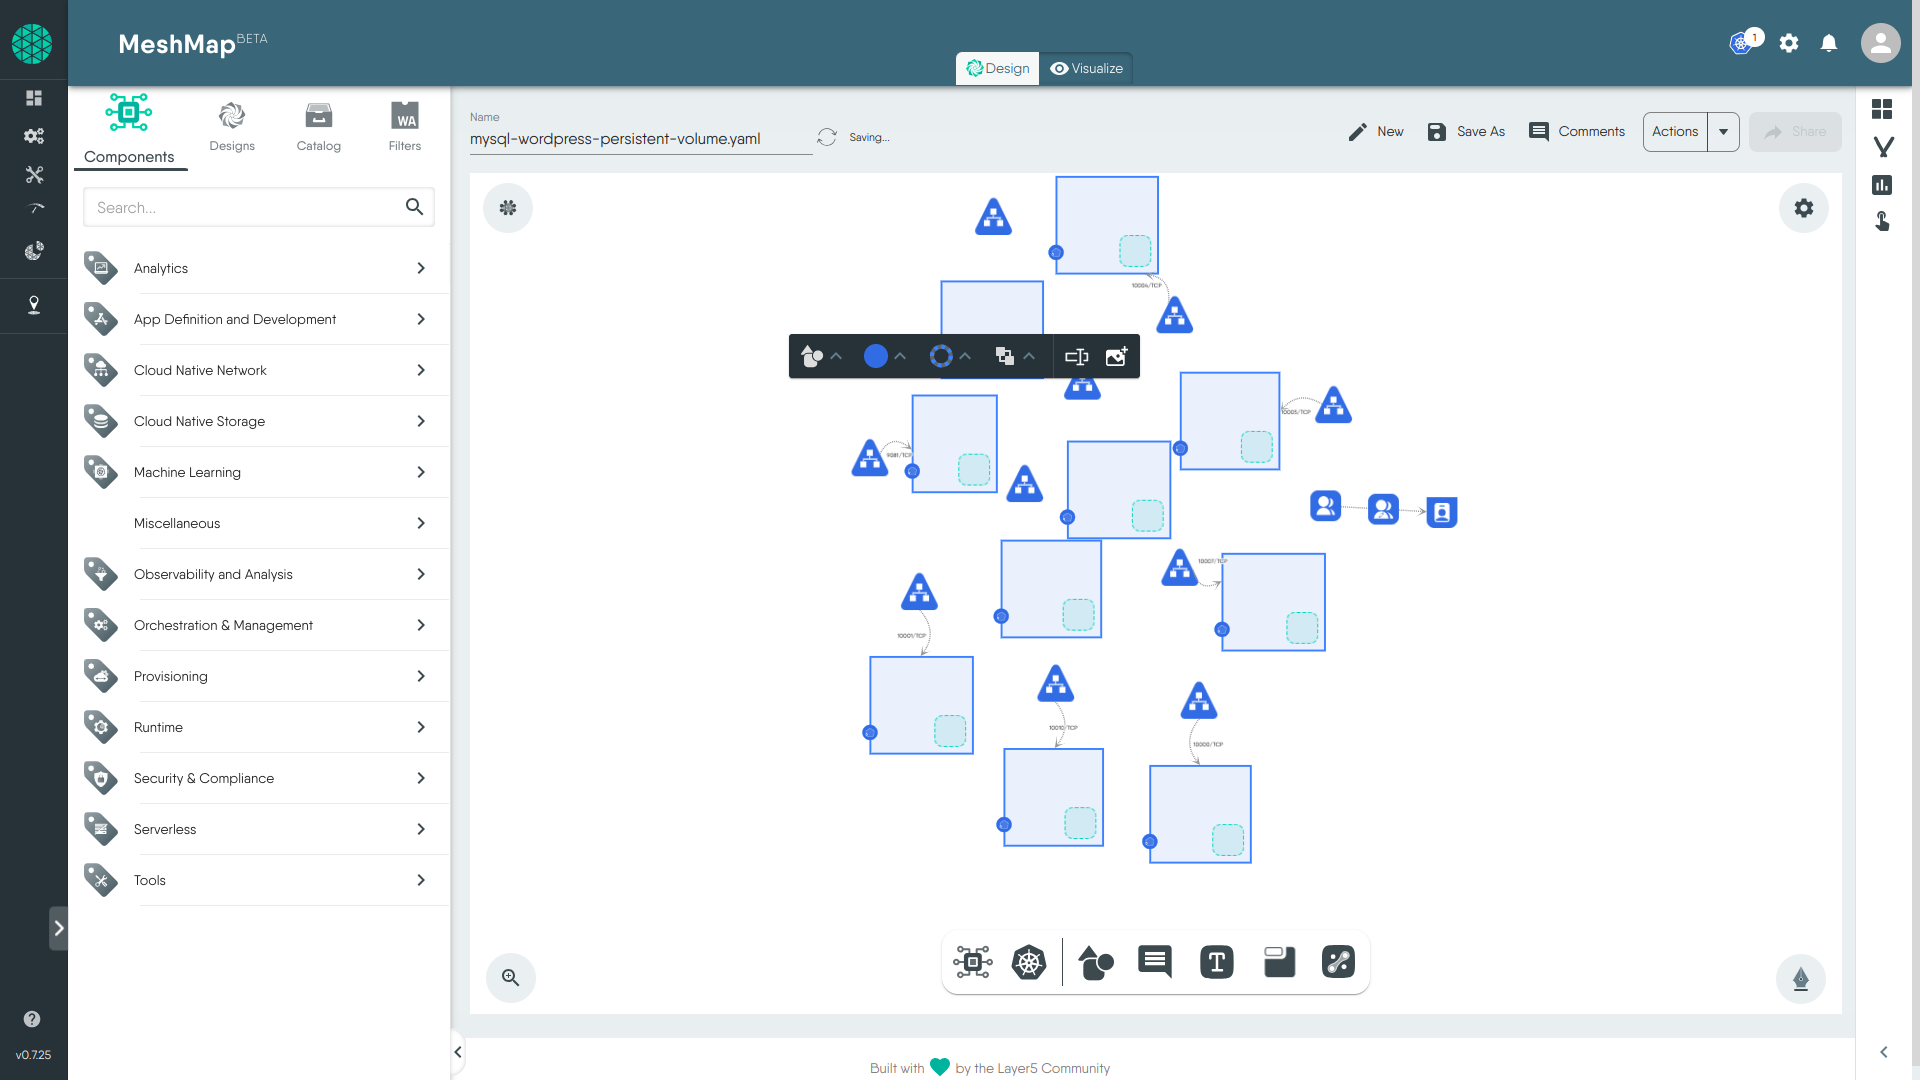 MeshMap BETA
1
Design
Visualize
Components
Designs
Catalog
WA
Filters
Name
mysql-wordpress-persistent-volume.yaml
Saving...
New
Save As
Comments
Actions
Share
Search...
Analytics
App Definition and Development
Cloud Native Network
Cloud Native Storage
Machine Learning
Miscellaneous
Observability and Analysis
Orchestration & Management
Provisioning
Runtime
Security & Compliance
Serverless
Tools
10004/TCP
10005/TCP
9081/TCP
10007/TCP
10001/TCP
10010/TCP
T
v0.7.25
Built with by the Layer5 Community